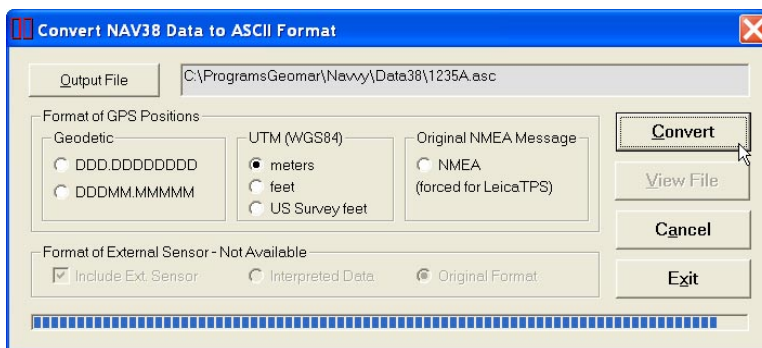 Convert NAV38 Data to ASCII Format
Output File
C:\ProgramsGeomar\Navvy\Data38\1235A.asc
Format of GPS Positions
Geodetic
DDD.DDDDDDDD
DDDMM.MMMMM
UTM (WGS84)
meters
feet
US Survey feet
Original NMEA Message
NMEA
(forced for LeicaTPS)
Convert
View File
Cancel
Exit
Format of External Sensor - Not Available
Include Ext. Sensor
Interpreted Data
Original Format